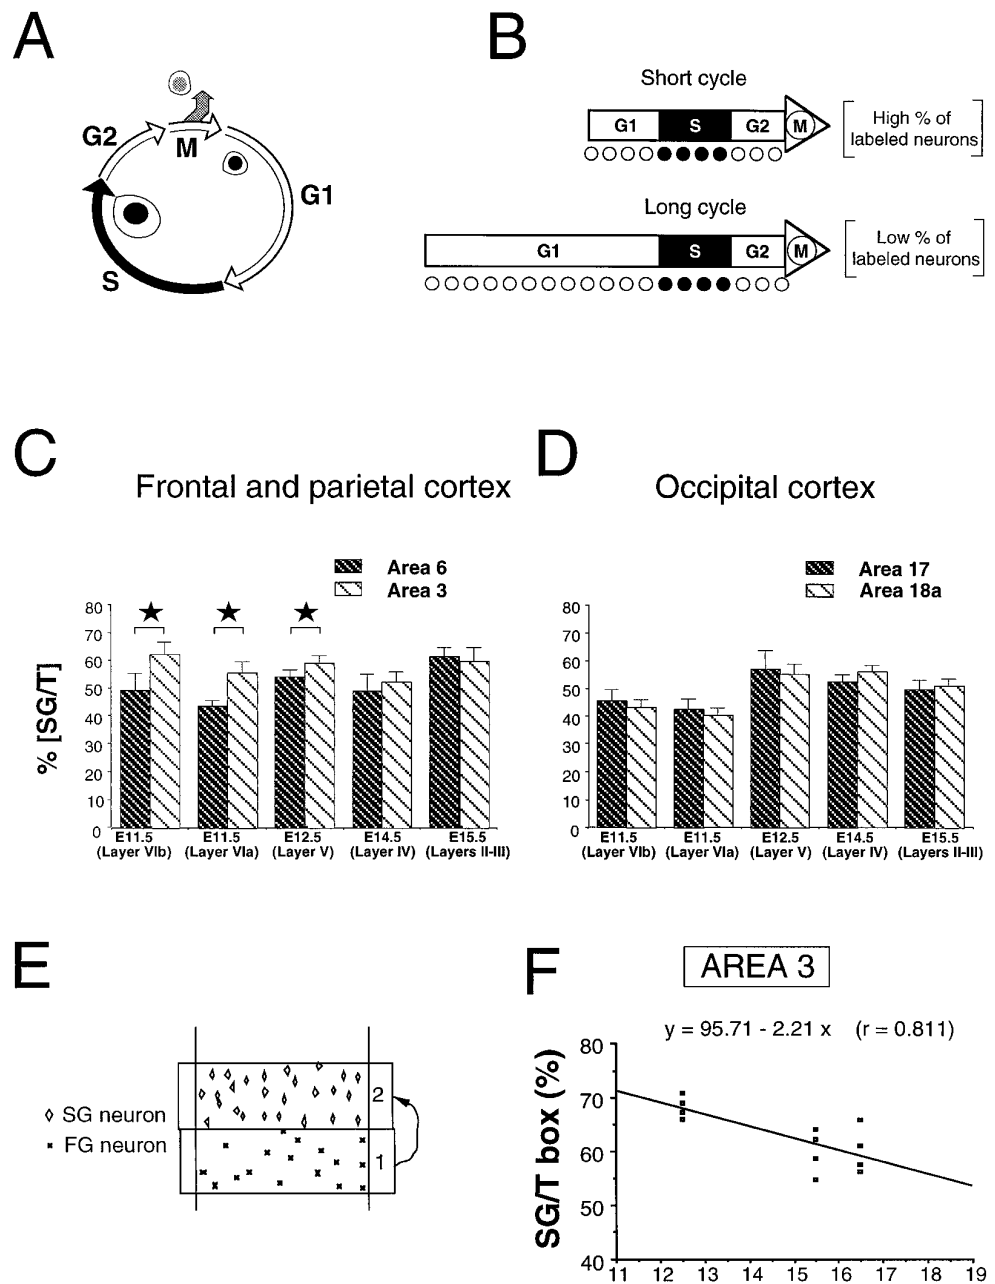 A
G2
M
G1
S
B
Short cycle
G1 S G2 M
High % of
labeled neurons
Long cycle
G1 S G2 M
Low % of
labeled neurons
C
Frontal and parietal cortex
Area 6
Area 3
% [SG/T]
80
70
60
50
40
30
20
10
0
E11.5 E11.5 E12.5 E14.5 E15.5
(Layer VIb) (Layer VIa) (Layer V) (Layer IV) (Layers II-III)
D
Occipital cortex
Area 17
Area 18a
80
70
60
50
40
30
20
10
0
E11.5 E11.5 E12.5 E14.5 E15.5
(Layer VIb) (Layer VIa) (Layer V) (Layer IV) (Layers II-III)
E
SG neuron
FG neuron
2
1
F
AREA 3
y = 95.71 - 2.21 x (r = 0.811)
SG/T box (%)
80
70
60
50
40
11 12 13 14 15 16 17 18 19